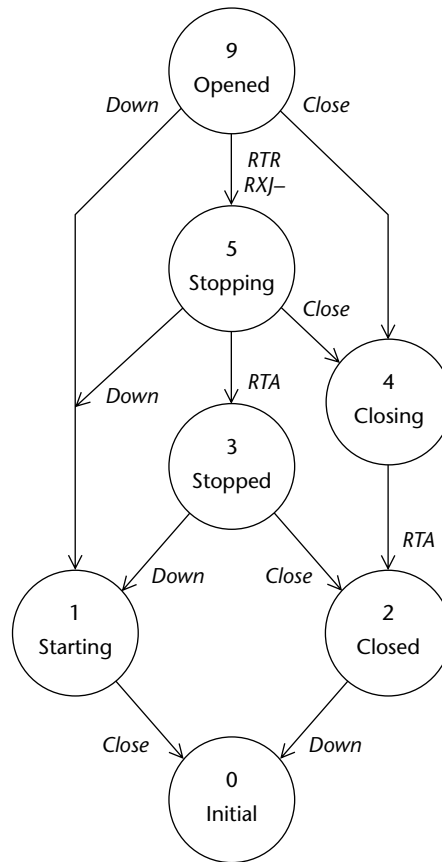 9
Opened
Down
Close
RTR
RXJ–
5
Stopping
Close
Down
RTA
4
Closing
3
Stopped
RTA
Down
Close
1
Starting
2
Closed
Close
Down
0
Initial